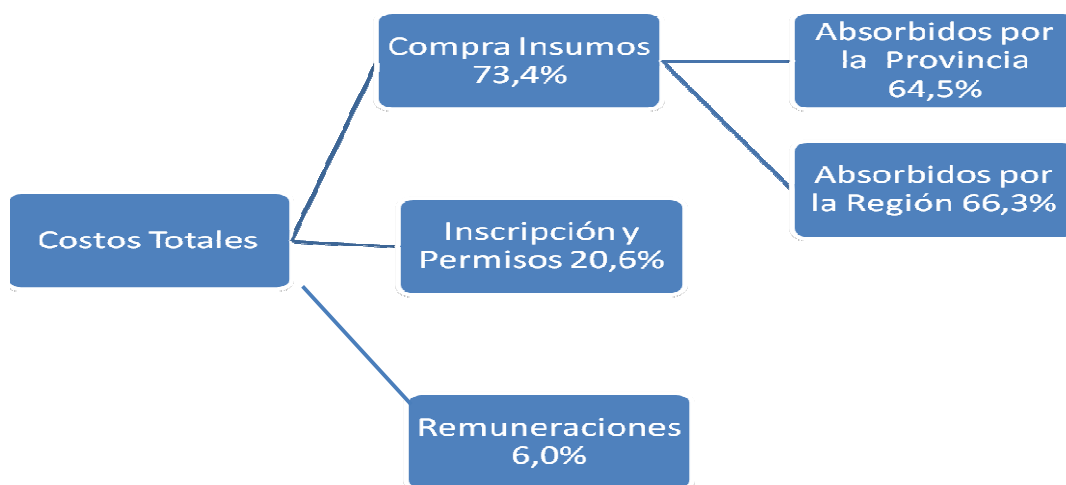 Compra Insumos
73,4%
Absorbidos por
la Provincia
64,5%
Absorbidos por
la Región 66,3%
Costos Totales
Inscripción y
Permisos 20,6%
Remuneraciones
6,0%